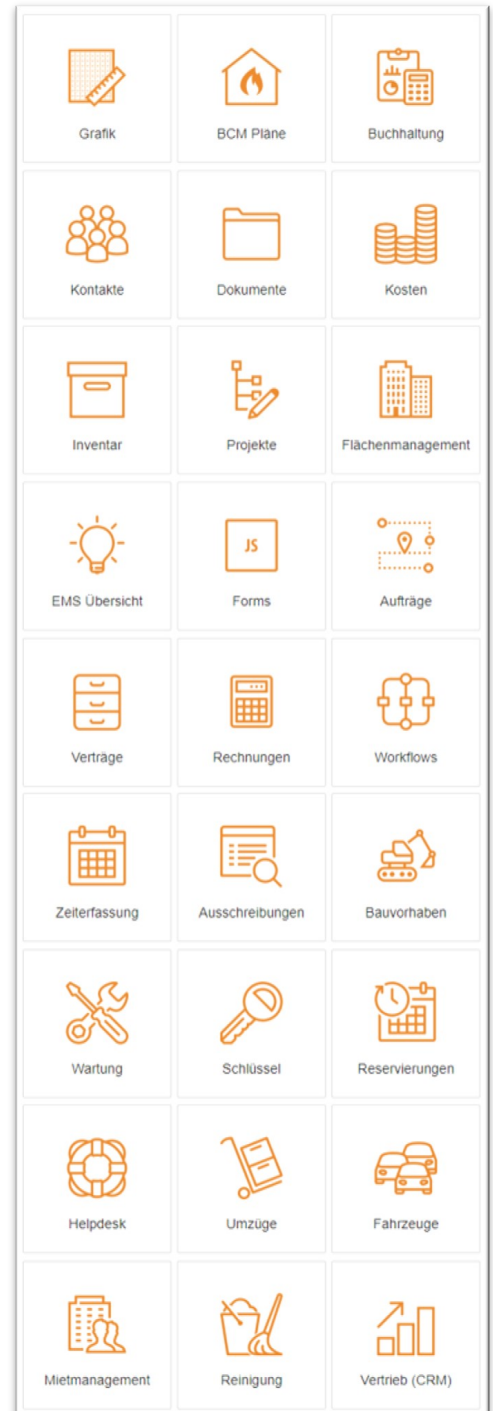 Grafik
BCM Pläne
Buchhaltung
Kontakte
Dokumente
Kosten
Inventar
Projekte
Flächenmanagement
EMS Übersicht
JS
Forms
Aufträge
Verträge
Rechnungen
Workflows
Zeiterfassung
Ausschreibungen
Bauvorhaben
Wartung
Schlüssel
Reservierungen
Helpdesk
Umzüge
Fahrzeuge
Mietmanagement
Reinigung
Vertrieb (CRM)